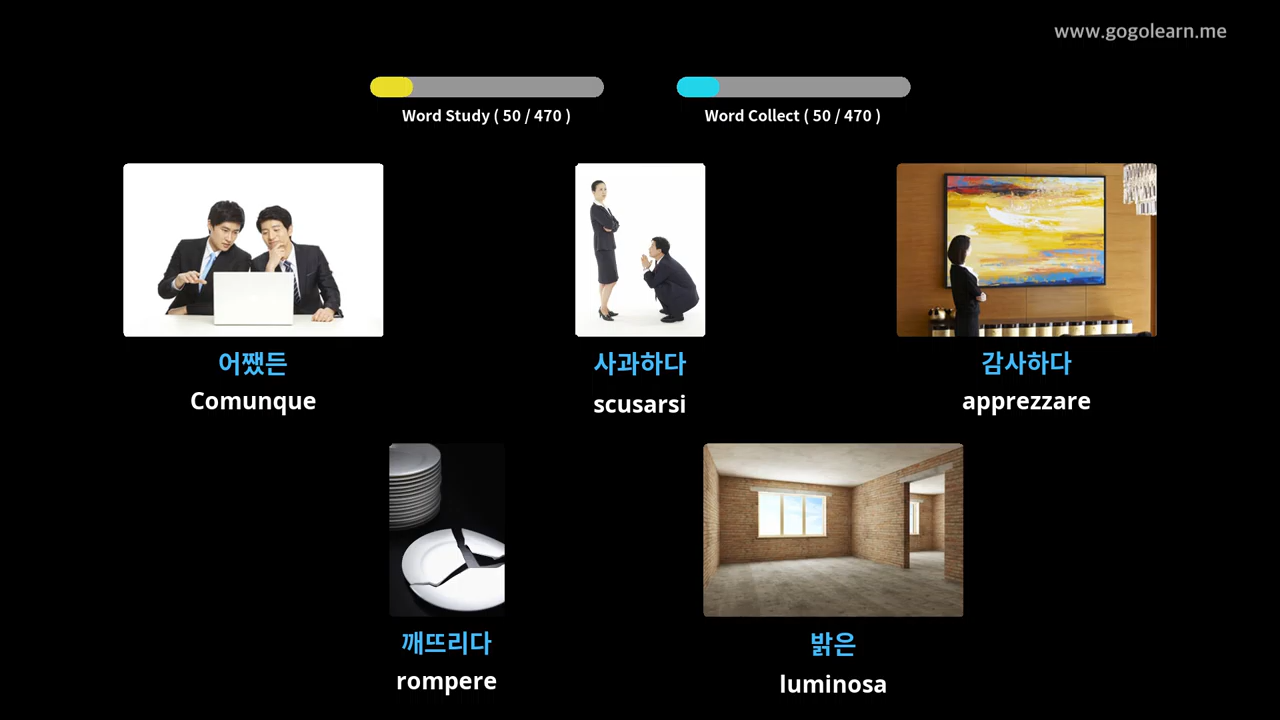 www.gogolearn.me
Word Study ( 50 / 470 )
Word Collect ( 50 / 470 )
어쨌든
Comunque
사과하다
scusarsi
감사하다
apprezzare
깨뜨리다
rompere
밝은
luminosa